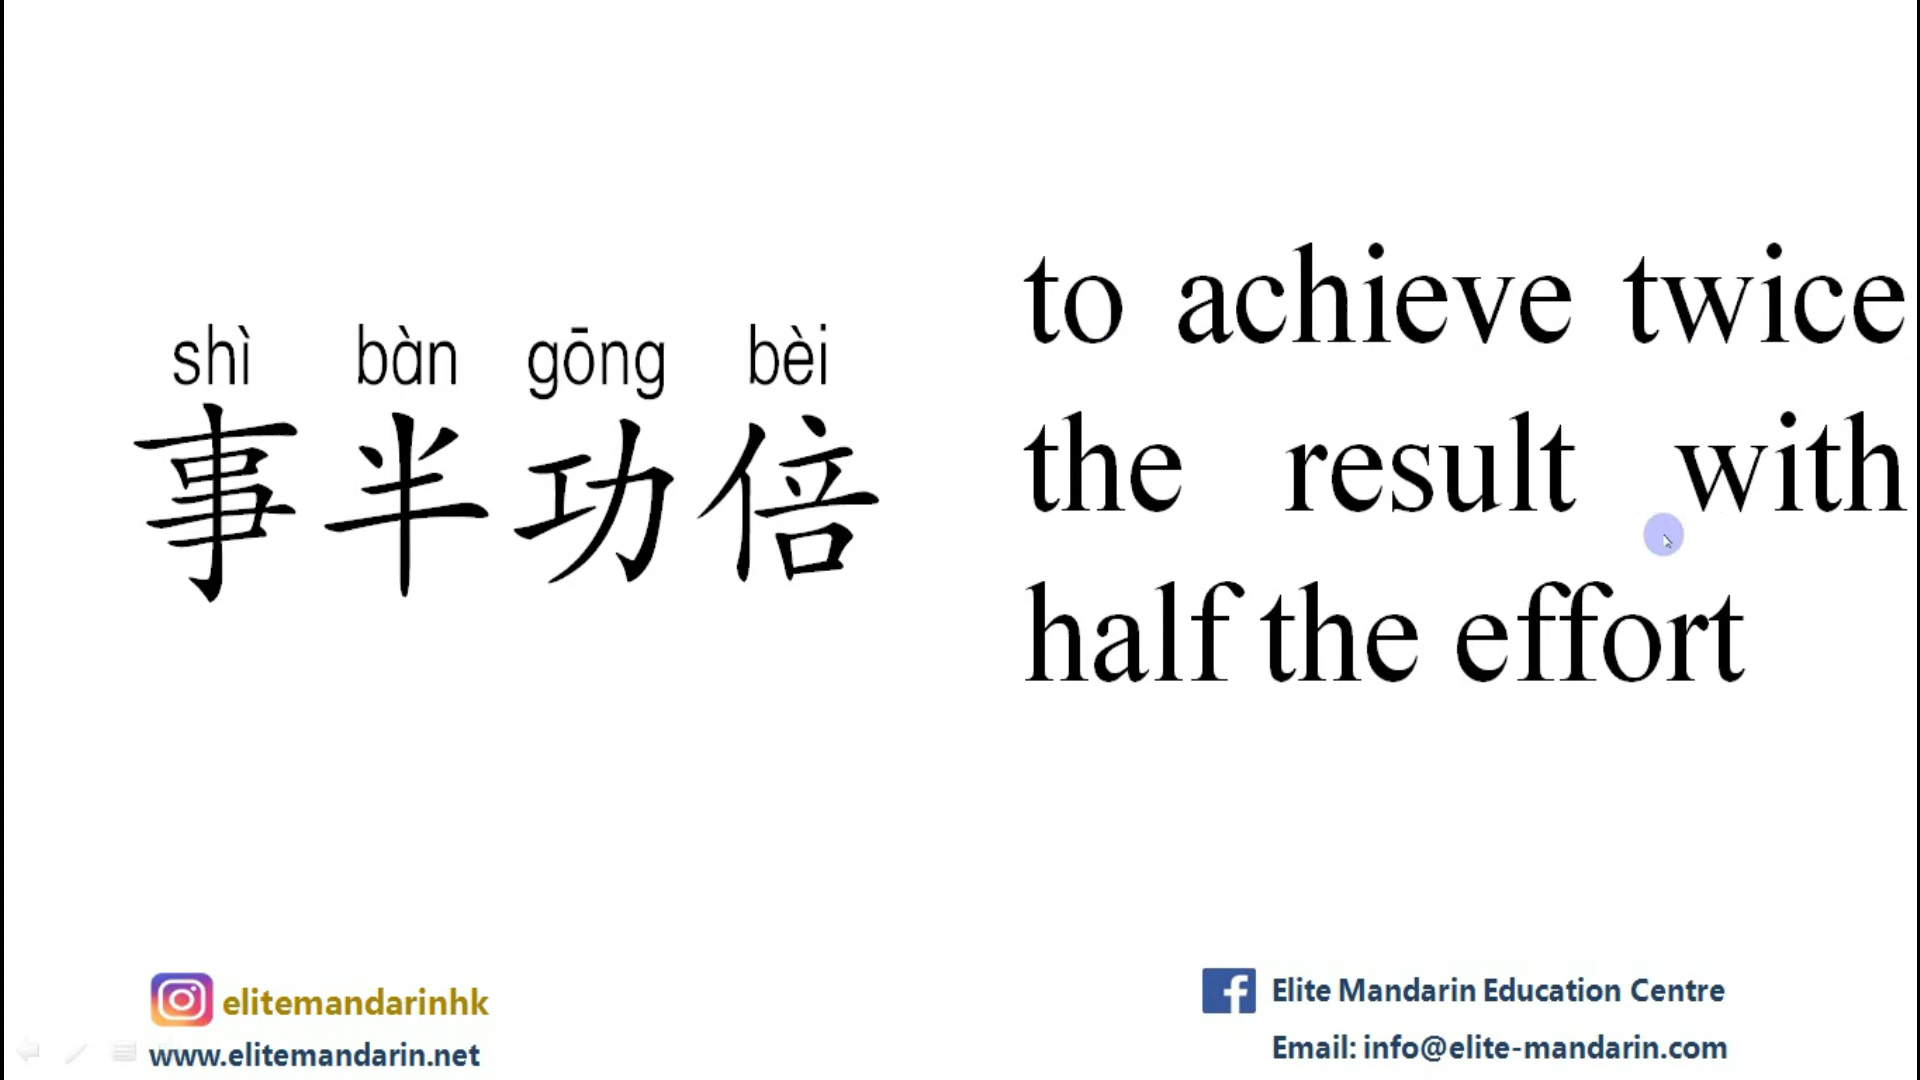 shì bàn gōng bèi
事半功倍
to achieve twice
the result with
half the effort
elitemandarinhk
www.elitemandarin.net
Elite Mandarin Education Centre
Email: info@elite-mandarin.com